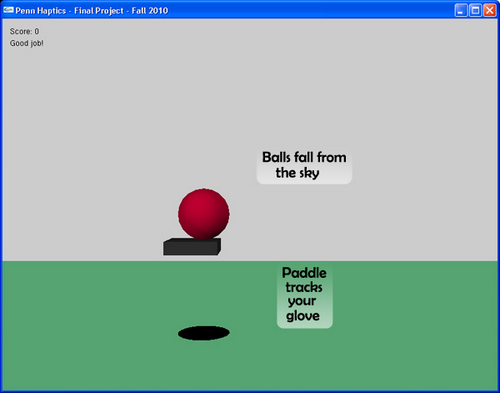 Penn Haptics - Final Project - Fall 2010
Score: 0
Good job!
Balls fall from
the sky
Paddle
tracks
your
glove